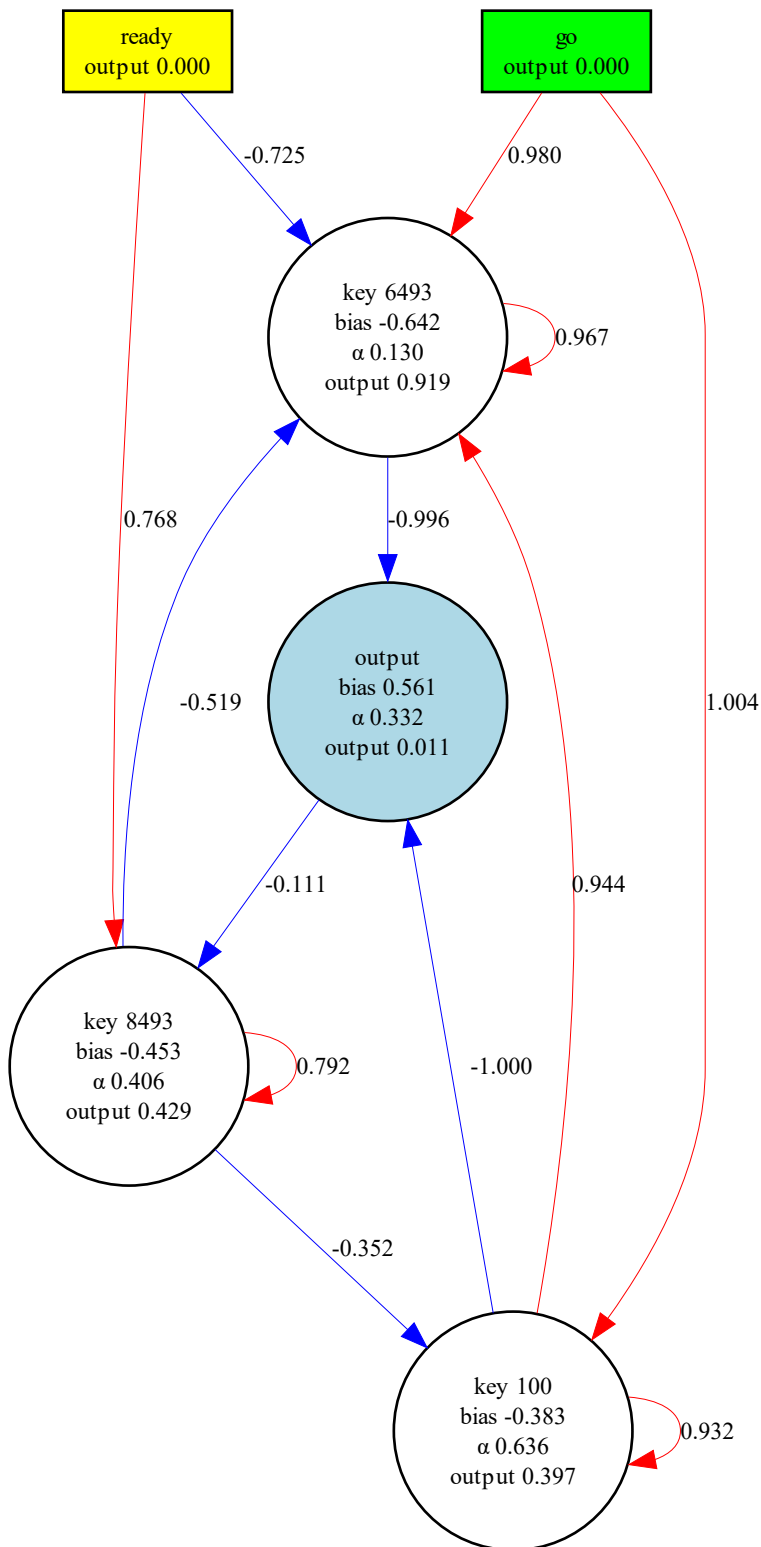 ready
output 0.000
go
output 0.000
-0.725
0.980
key 6493
bias -0.642
α 0.130
output 0.919
0.967
0.768
-0.996
-0.519
output
bias 0.561
α 0.332
output 0.011
1.004
-0.111
0.944
key 8493
bias -0.453
α 0.406
output 0.429
0.792
-1.000
-0.352
key 100
bias -0.383
α 0.636
output 0.397
0.932